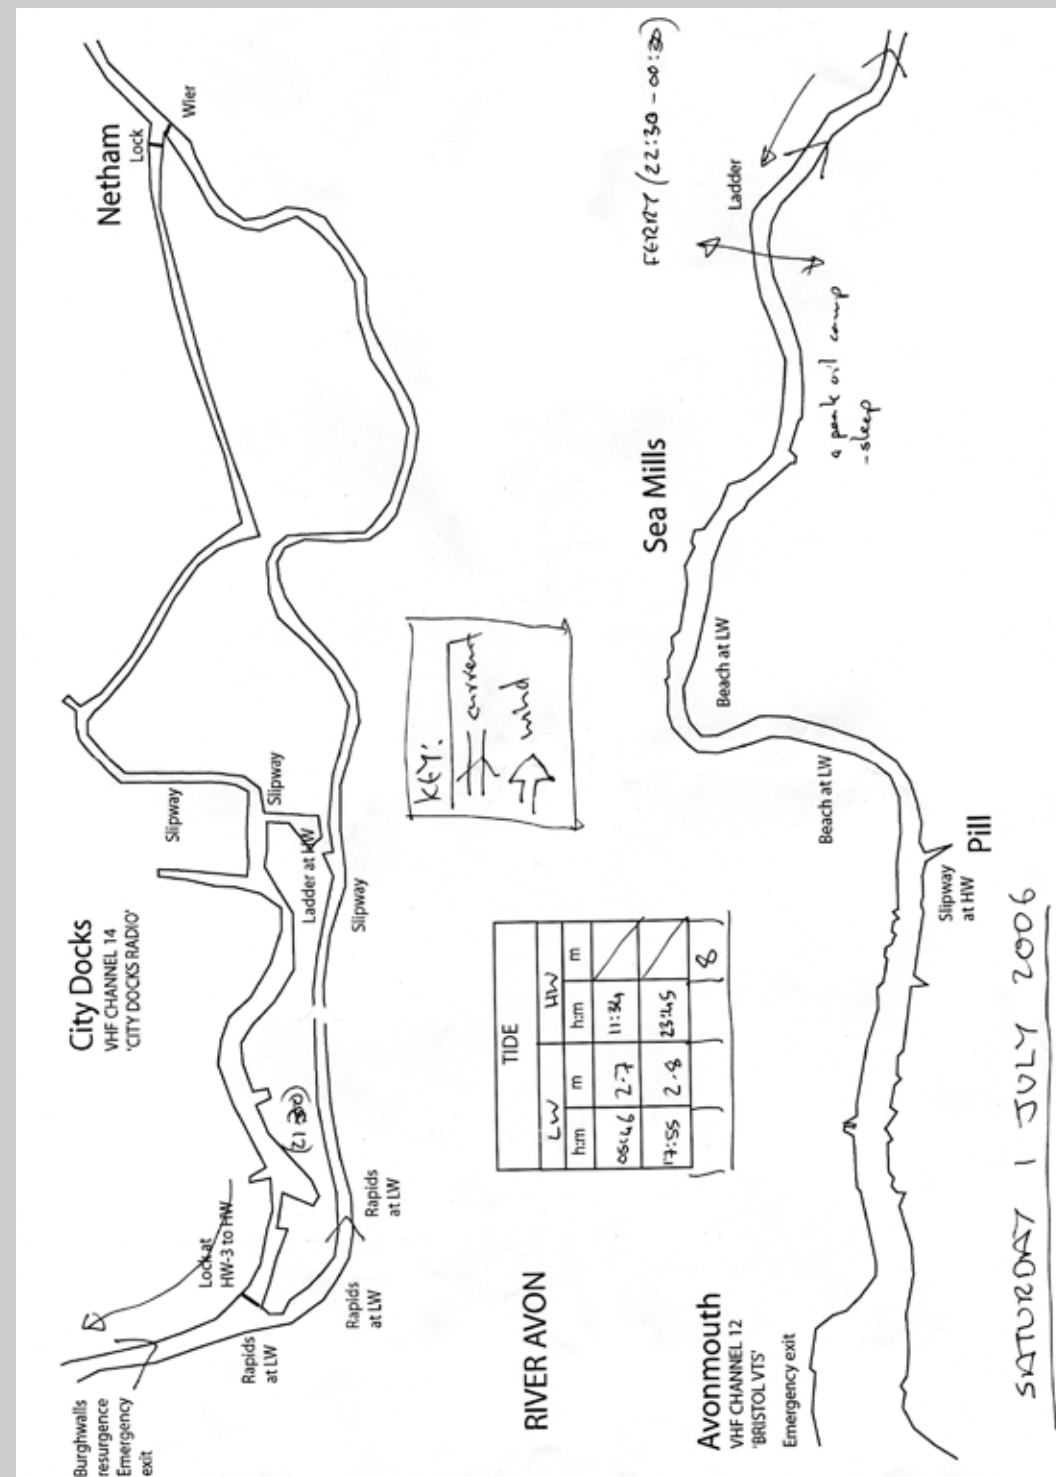 Netham
Lock
Wier
City Docks
VHF CHANNEL 14
'CITY DOCKS RADIO'
Slipway
Slipway
Ladder at HW
Slipway
(21:30)
Lock at
HW-3 to HW
Rapids
at LW
Rapids
at LW
Rapids
at LW
Burghwalls
resurgence
Emergency
exit
KEY:
current
wind
RIVER AVON
TIDE
LW HW
h:m m h:m m
05:46 2.7 11:34
17:55 2.8 23:45
8
FERRY (22:30 - 00:30)
Ladder
Sea Mills
camp
- sleep
Beach at LW
Beach at LW
Pill
Slipway
at HW
Avonmouth
VHF CHANNEL 12
'BRISTOL VTS'
Emergency exit
SATURDAY 1 JULY 2006